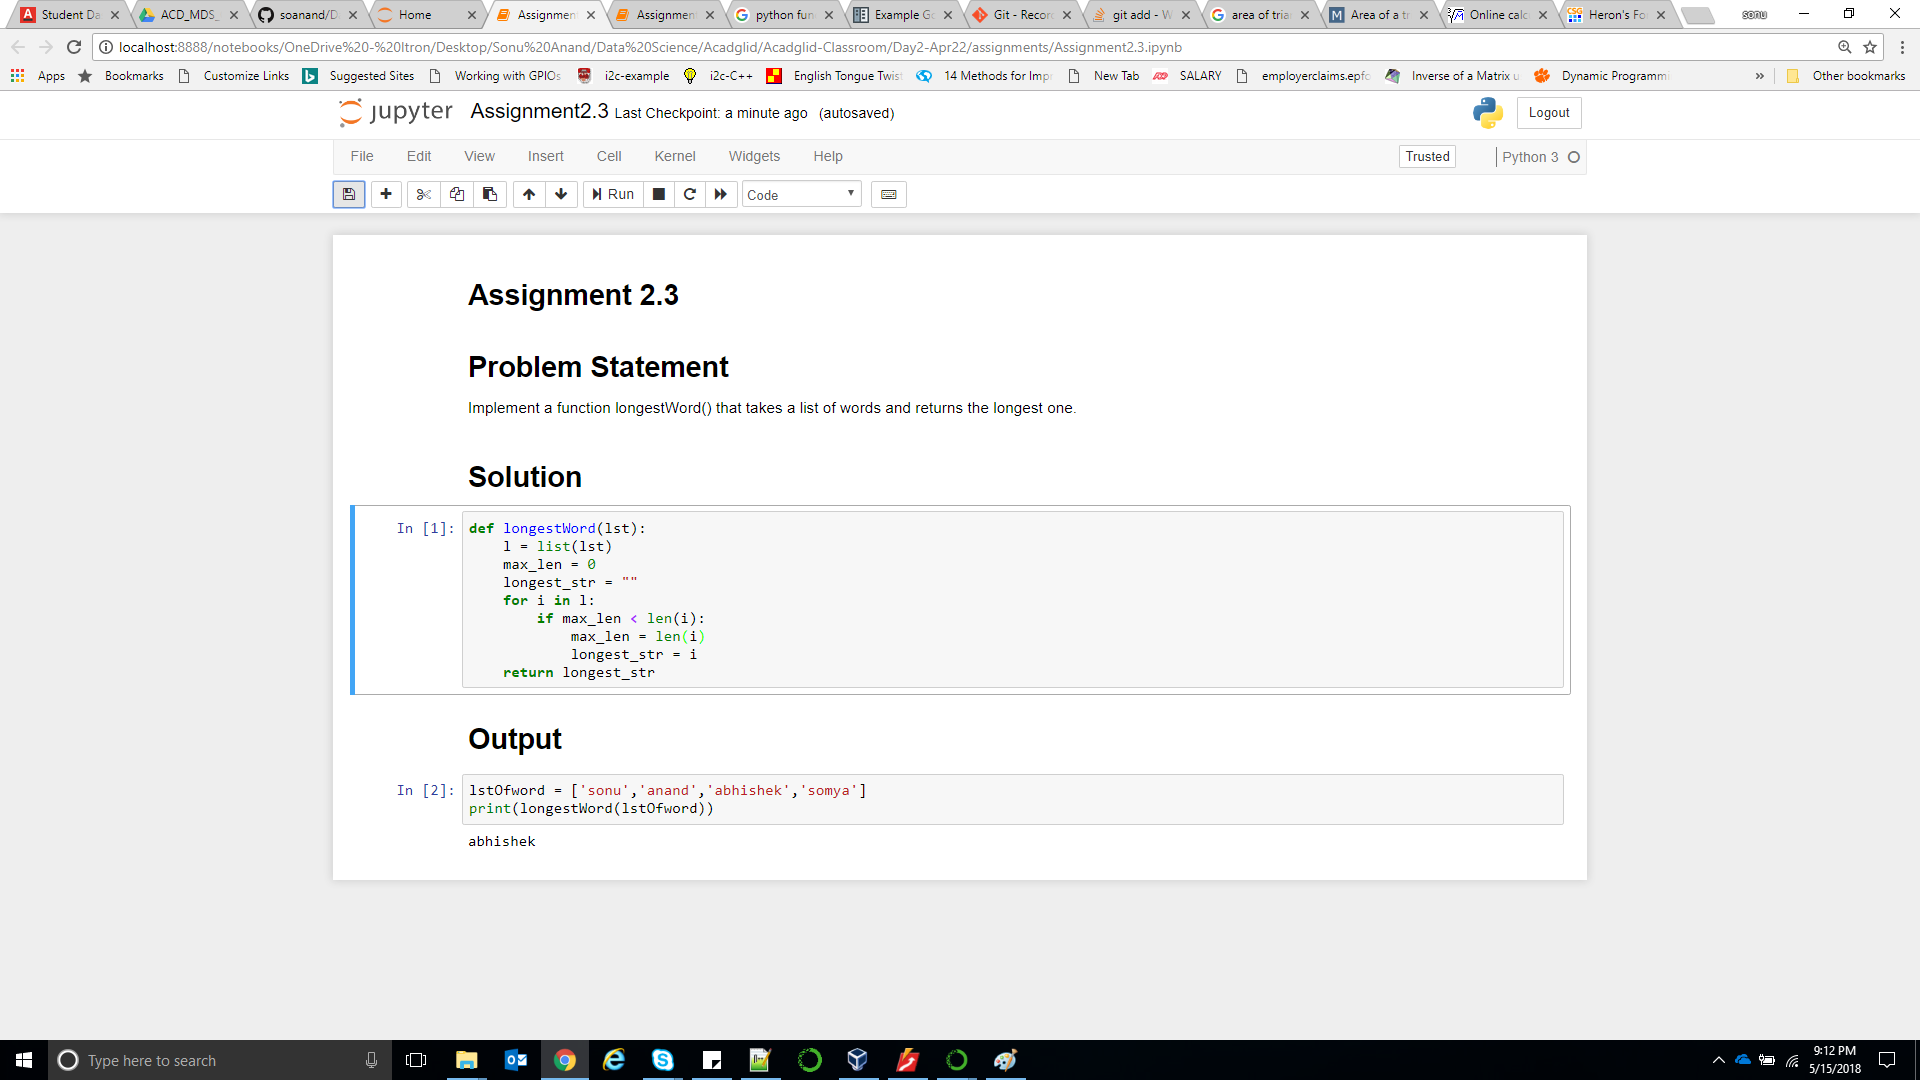 Student Da
ACD_MDS_
soanand/D
Home
Assignment
Assignment
python fun
Example Go
Git - Recor
git add - W
area of tria
Area of a tr
Online calc
Heron's Fo
sonu
localhost:8888/notebooks/OneDrive%20-%20Itron/Desktop/Sonu%20Anand/Data%20Science/Acadglid/Acadglid-Classroom/Day2-Apr22/assignments/Assignment2.3.ipynb
Apps
Bookmarks
Customize Links
Suggested Sites
Working with GPIOs
i2c-example
i2c-C++
English Tongue Twist
14 Methods for Impr
New Tab
SALARY
employerclaims.epfc
Inverse of a Matrix u
Dynamic Programmi
»
Other bookmarks
jupyter Assignment2.3 Last Checkpoint: a minute ago (autosaved)
Logout
File Edit View Insert Cell Kernel Widgets Help
Trusted
Python 3
Run
Code
Assignment 2.3
Problem Statement
Implement a function longestWord() that takes a list of words and returns the longest one.
Solution
In [1]: def longestWord(lst):
    l = list(lst)
    max_len = 0
    longest_str = ""
    for i in l:
        if max_len < len(i):
            max_len = len(i)
            longest_str = i
    return longest_str
Output
In [2]: lstOfword = ['sonu','anand','abhishek','somya']
print(longestWord(lstOfword))
abhishek
Type here to search
9:12 PM
5/15/2018